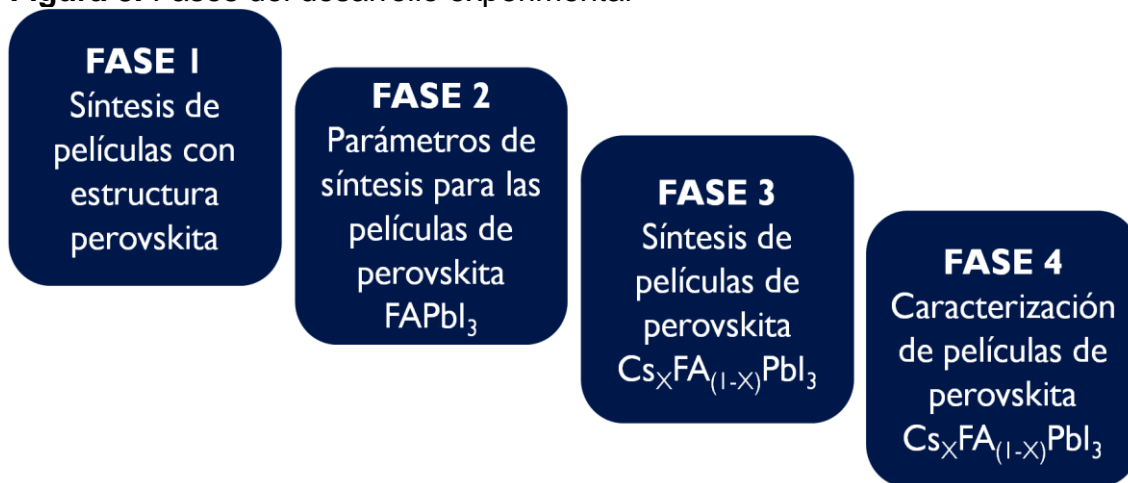 Figura 3. Fases del desarrollo experimental
FASE 1
Síntesis de
películas con
estructura
perovskita
FASE 2
Parámetros de
síntesis para las
películas de
perovskita
FAPbI₃
FASE 3
Síntesis de
películas de
perovskita
CsₓFA₍₁₋ₓ₎PbI₃
FASE 4
Caracterización
de películas de
perovskita
CsₓFA₍₁₋ₓ₎PbI₃